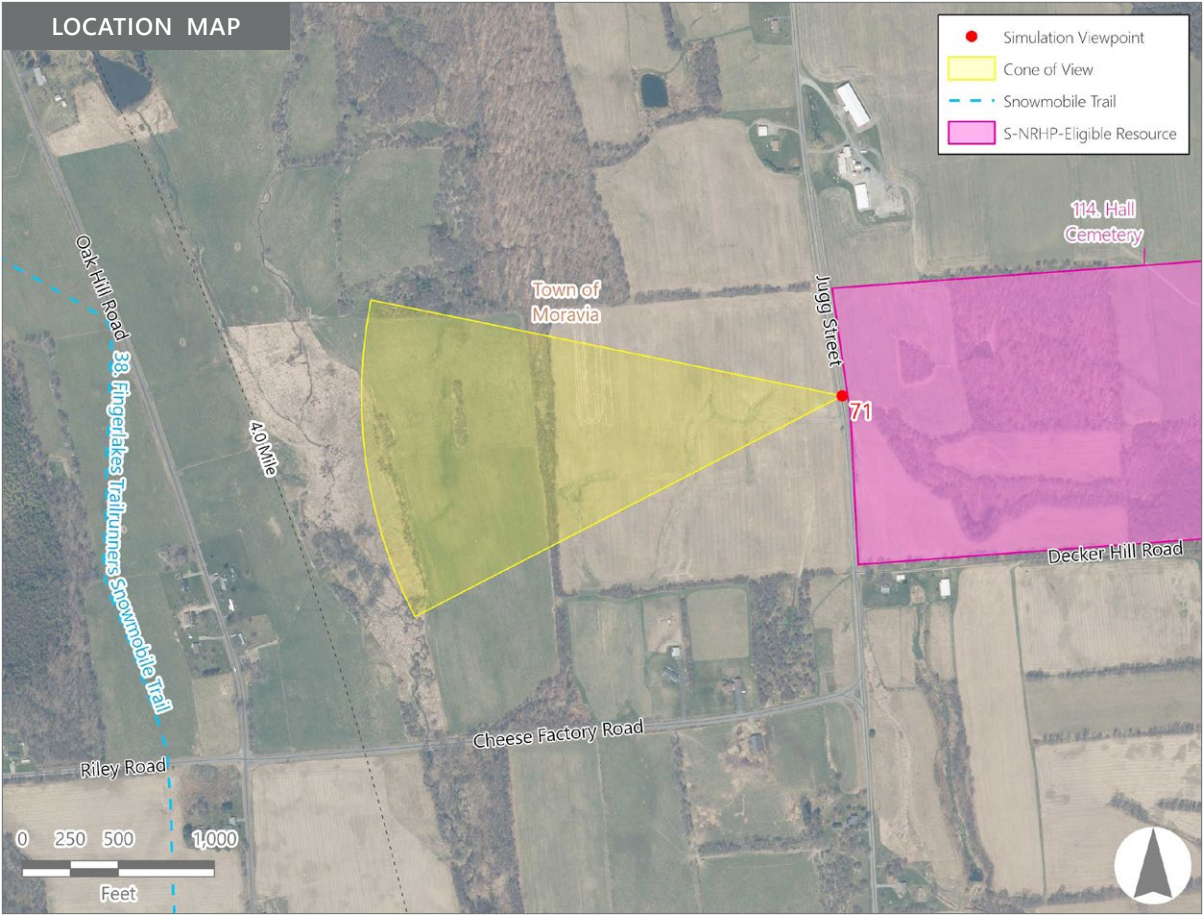 LOCATION MAP
Simulation Viewpoint
Cone of View
Snowmobile Trail
S-NRHP-Eligible Resource
114. Hall
Cemetery
Oak Hill Road
Town of
Moravia
Jugg Street
38. Fingerlakes Trailrunners Snowmobile Trail
71
4.0 Mile
Decker Hill Road
Cheese Factory Road
Riley Road
0 250 500 1,000
Feet